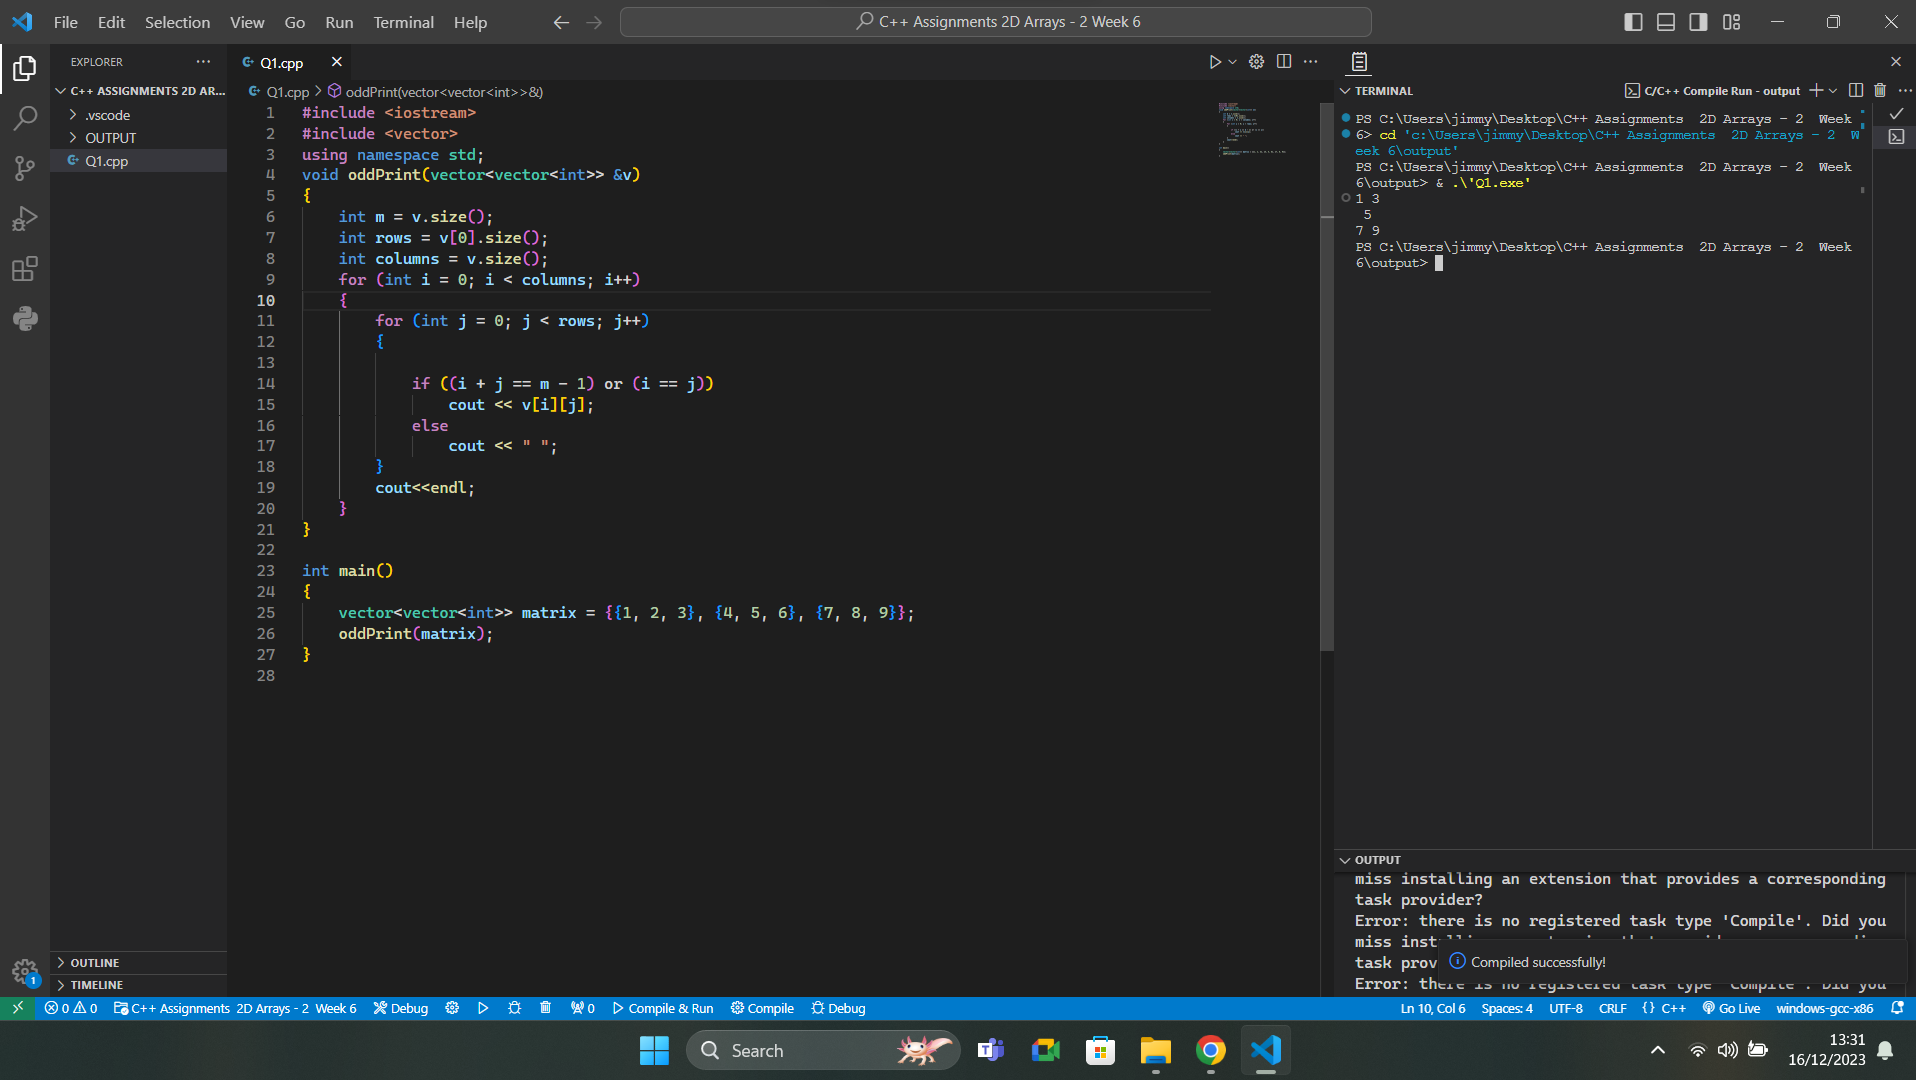 File Edit Selection View Go Run Terminal Help
C++ Assignments 2D Arrays - 2 Week 6
EXPLORER
Q1.cpp
C++ ASSIGNMENTS 2D AR...
.vscode
OUTPUT
Q1.cpp
OUTLINE
TIMELINE
Q1.cpp > oddPrint(vector<vector<int>>&)
1 #include <iostream>
2 #include <vector>
3 using namespace std;
4 void oddPrint(vector<vector<int>> &v)
5 {
6 int m = v.size();
7 int rows = v[0].size();
8 int columns = v.size();
9 for (int i = 0; i < columns; i++)
10 {
11 for (int j = 0; j < rows; j++)
12 {
13
14 if ((i + j == m - 1) or (i == j))
15 cout << v[i][j];
16 else
17 cout << " ";
18 }
19 cout<<endl;
20 }
21 }
22
23 int main()
24 {
25 vector<vector<int>> matrix = {{1, 2, 3}, {4, 5, 6}, {7, 8, 9}};
26 oddPrint(matrix);
27 }
28
TERMINAL
C/C++ Compile Run - output
PS C:\Users\jimmy\Desktop\C++ Assignments  2D Arrays - 2  Week
6> cd 'c:\Users\jimmy\Desktop\C++ Assignments  2D Arrays - 2  W
eek 6\output'
PS C:\Users\jimmy\Desktop\C++ Assignments  2D Arrays - 2  Week
6\output> & .\'Q1.exe'
1 3
5
7 9
PS C:\Users\jimmy\Desktop\C++ Assignments  2D Arrays - 2  Week
6\output>
OUTPUT
miss installing an extension that provides a corresponding
task provider?
Error: there is no registered task type 'Compile'. Did you
miss inst
task prov
Error: there is no registered task type 'Compile'. Did you
Compiled successfully!
1
0 0 C++ Assignments 2D Arrays - 2 Week 6 Debug 0 Compile & Run Compile Debug
Ln 10, Col 6 Spaces: 4 UTF-8 CRLF {} C++ Go Live windows-gcc-x86
Search
13:31
16/12/2023